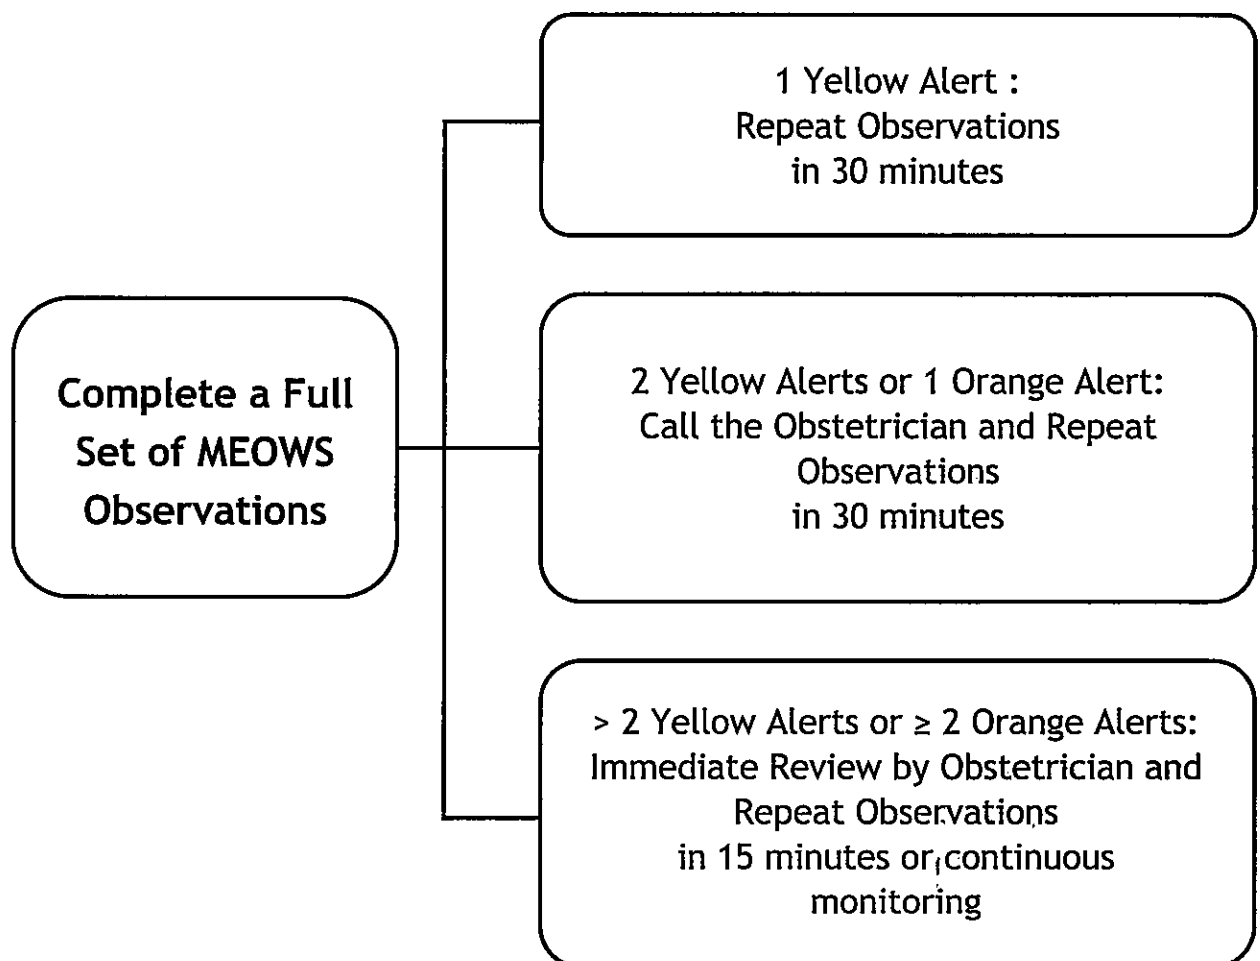 Complete a Full
Set of MEOWS
Observations
1 Yellow Alert :
Repeat Observations
in 30 minutes
2 Yellow Alerts or 1 Orange Alert:
Call the Obstetrician and Repeat
Observations
in 30 minutes
> 2 Yellow Alerts or ≥ 2 Orange Alerts:
Immediate Review by Obstetrician and
Repeat Observations
in 15 minutes or continuous
monitoring